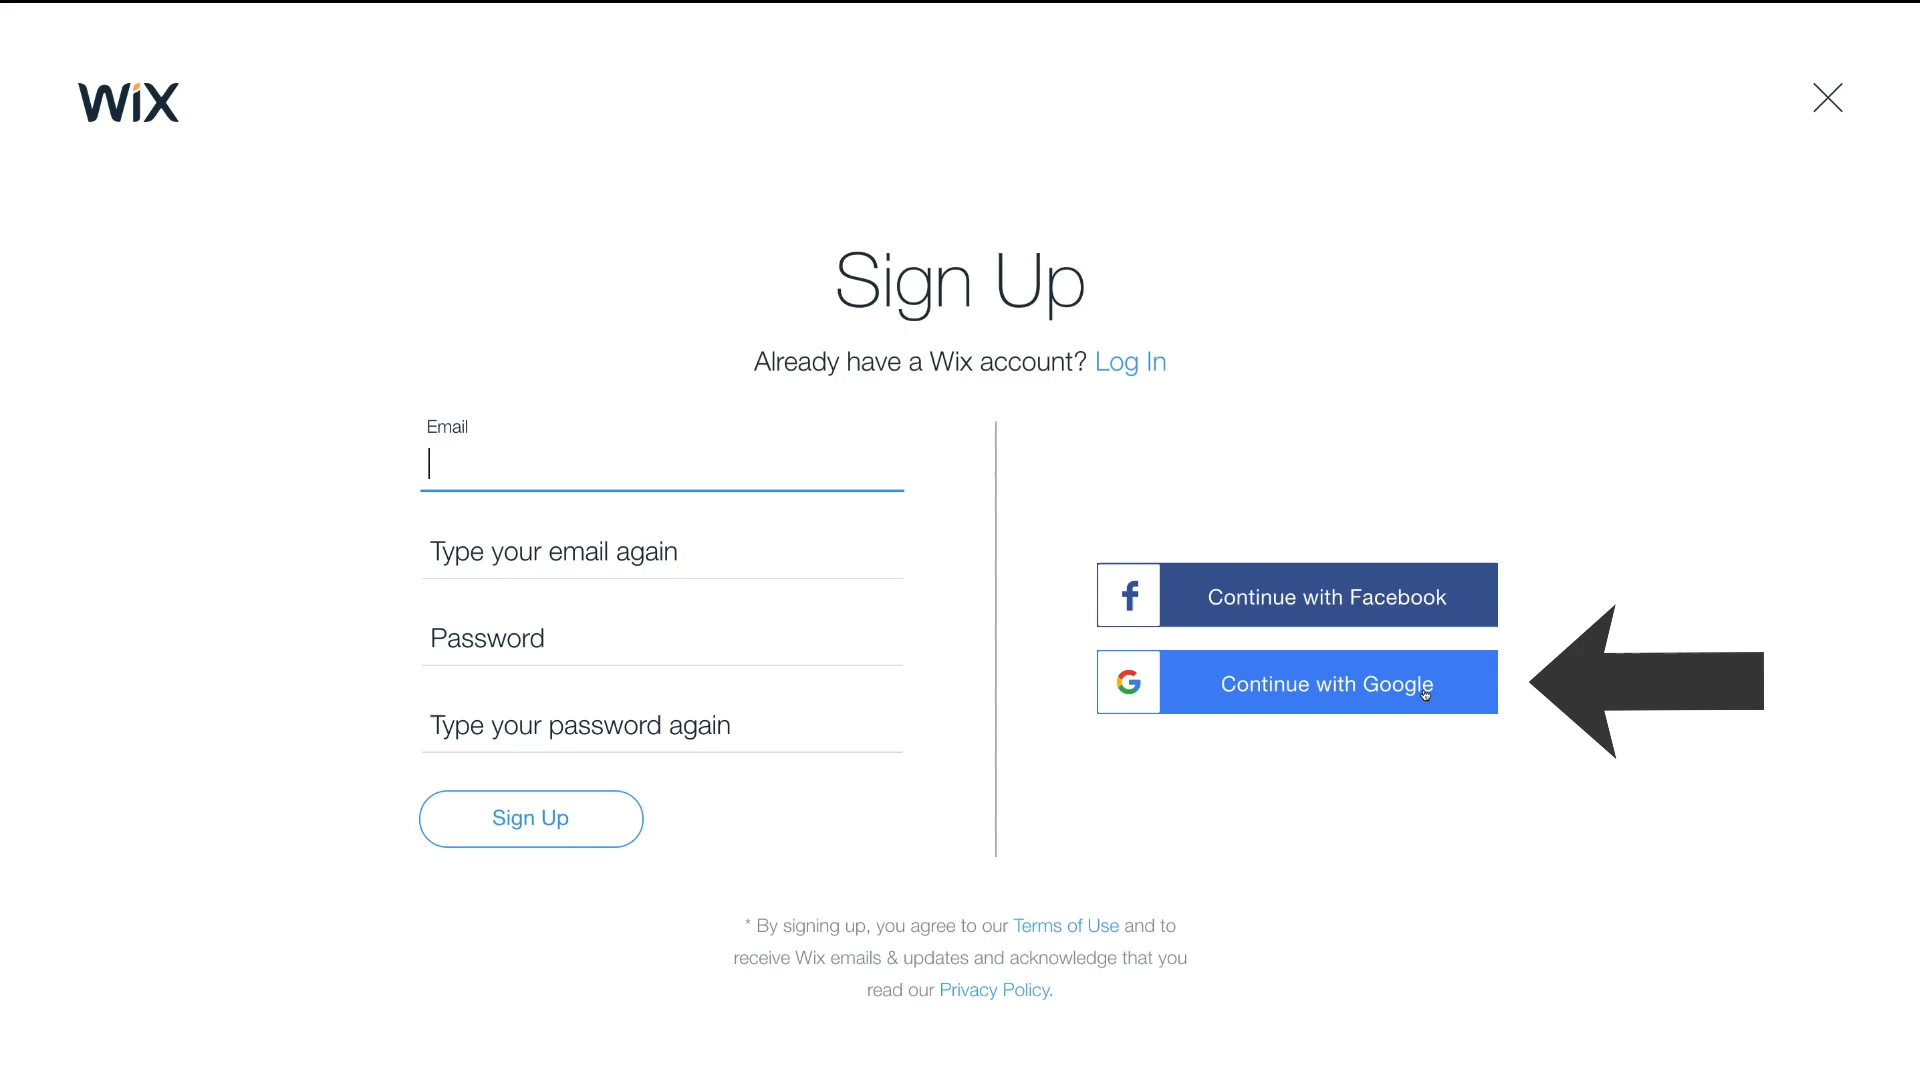 WiX
Sign Up
Already have a Wix account? Log In
Email
Type your email again
Password
Type your password again
Sign Up
f Continue with Facebook
G Continue with Google
* By signing up, you agree to our Terms of Use and to
receive Wix emails & updates and acknowledge that you
read our Privacy Policy.